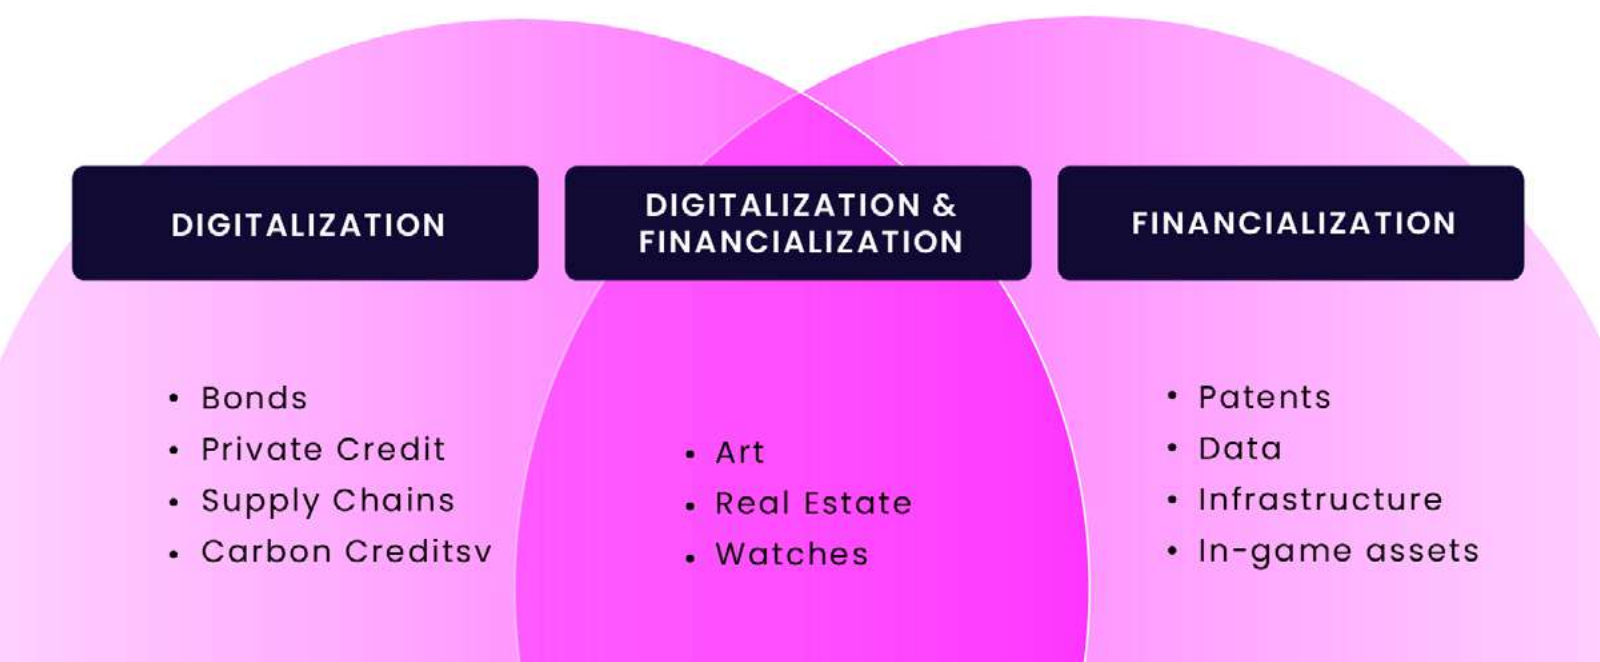 DIGITALIZATION
DIGITALIZATION &
FINANCIALIZATION
FINANCIALIZATION
• Bonds
• Private Credit
• Supply Chains
• Carbon Creditsv
• Art
• Real Estate
• Watches
• Patents
• Data
• Infrastructure
• In-game assets